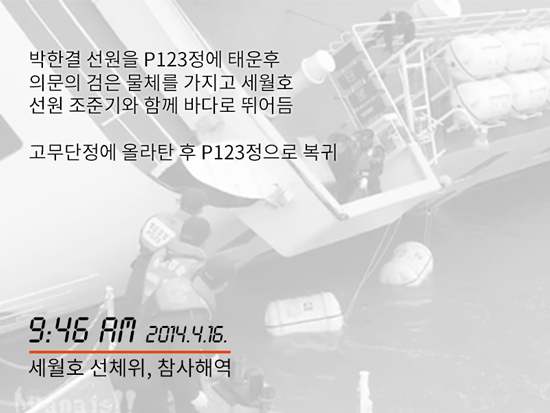 박한결 선원을 P123정에 태운후
의문의 검은 물체를 가지고 세월호
선원 조준기와 함께 바다로 뛰어듬
고무단정에 올라탄 후 P123정으로 복귀
9:46 AM 2014.4.16.
세월호 선체위, 참사해역